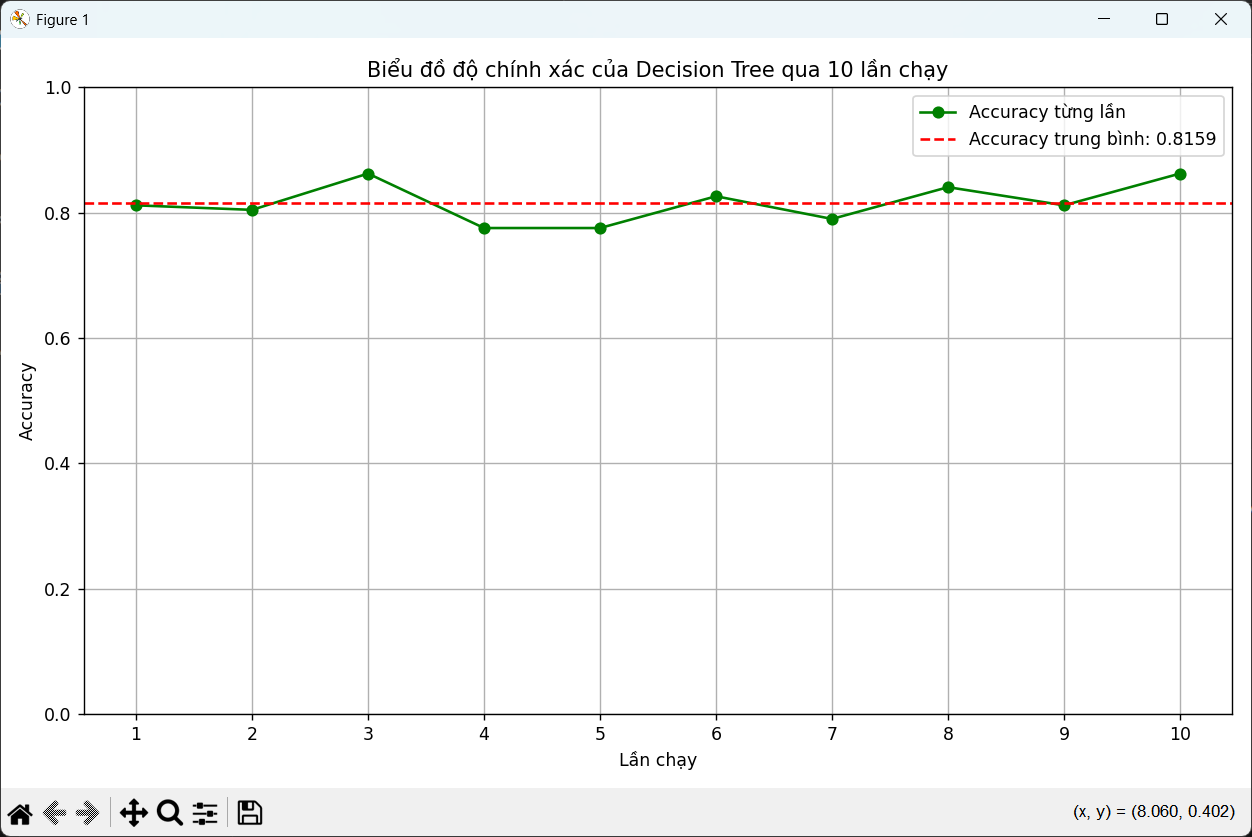 Figure 1
Biểu đồ độ chính xác của Decision Tree qua 10 lần chạy
Accuracy từng lần
Accuracy trung bình: 0.8159
1.0
0.8
0.6
0.4
0.2
0.0
Accuracy
1 2 3 4 5 6 7 8 9 10
Lần chạy
(x, y) = (8.060, 0.402)